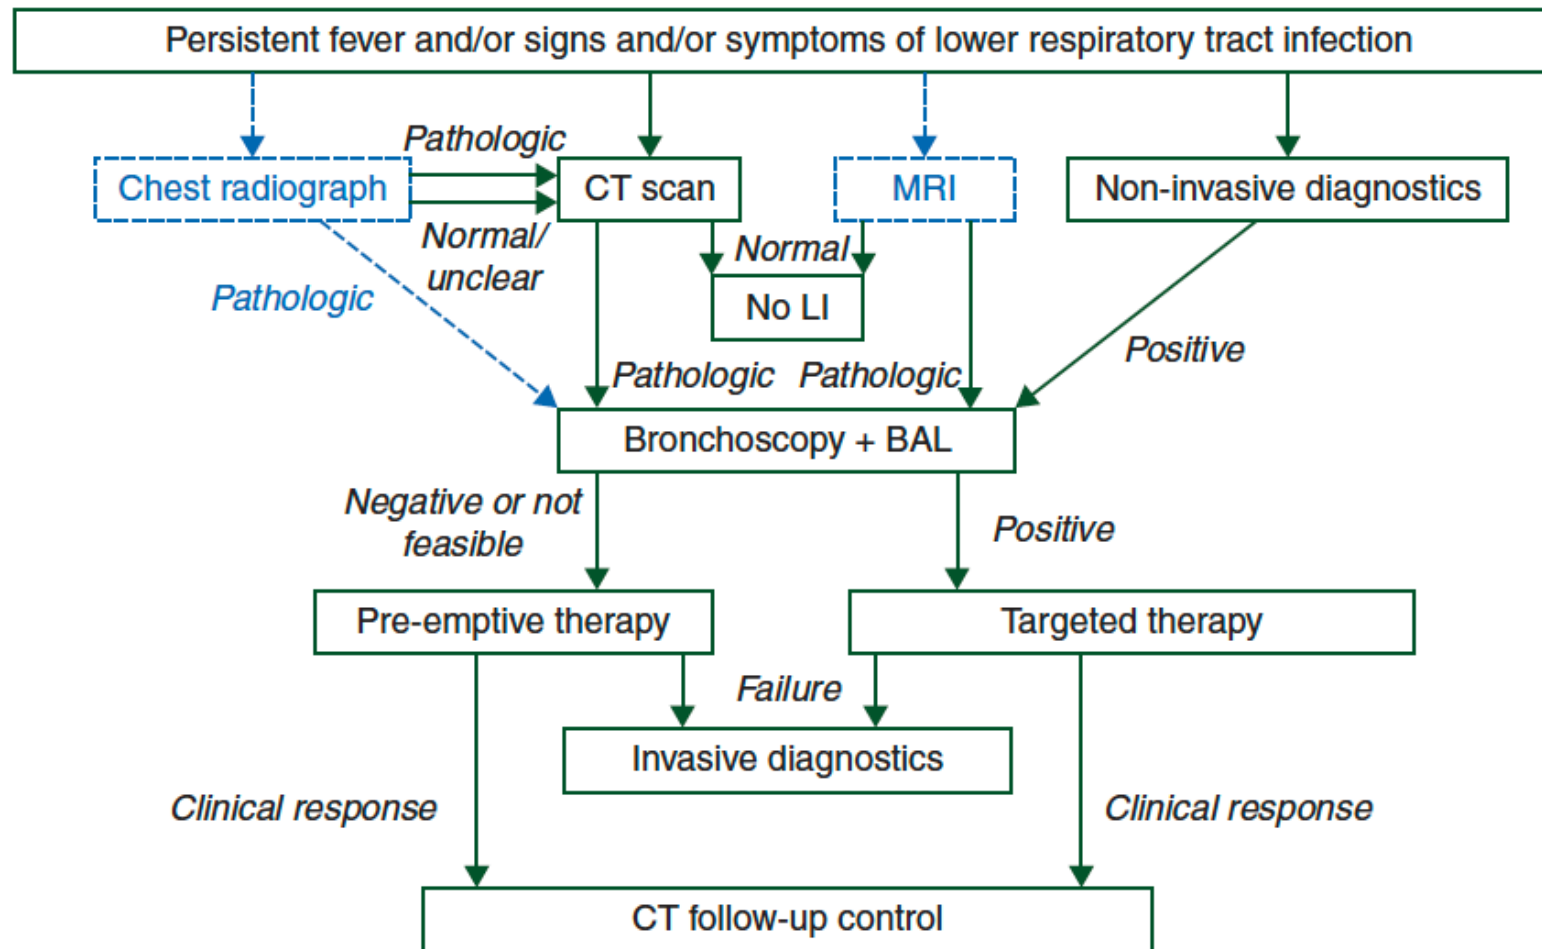 Persistent fever and/or signs and/or symptoms of lower respiratory tract infection
Pathologic
Chest radiograph
CT scan
MRI
Non-invasive diagnostics
Normal/
unclear
Normal
Pathologic
No LI
Positive
Pathologic
Pathologic
Bronchoscopy + BAL
Negative or not
feasible
Positive
Pre-emptive therapy
Targeted therapy
Failure
Invasive diagnostics
Clinical response
Clinical response
CT follow-up control